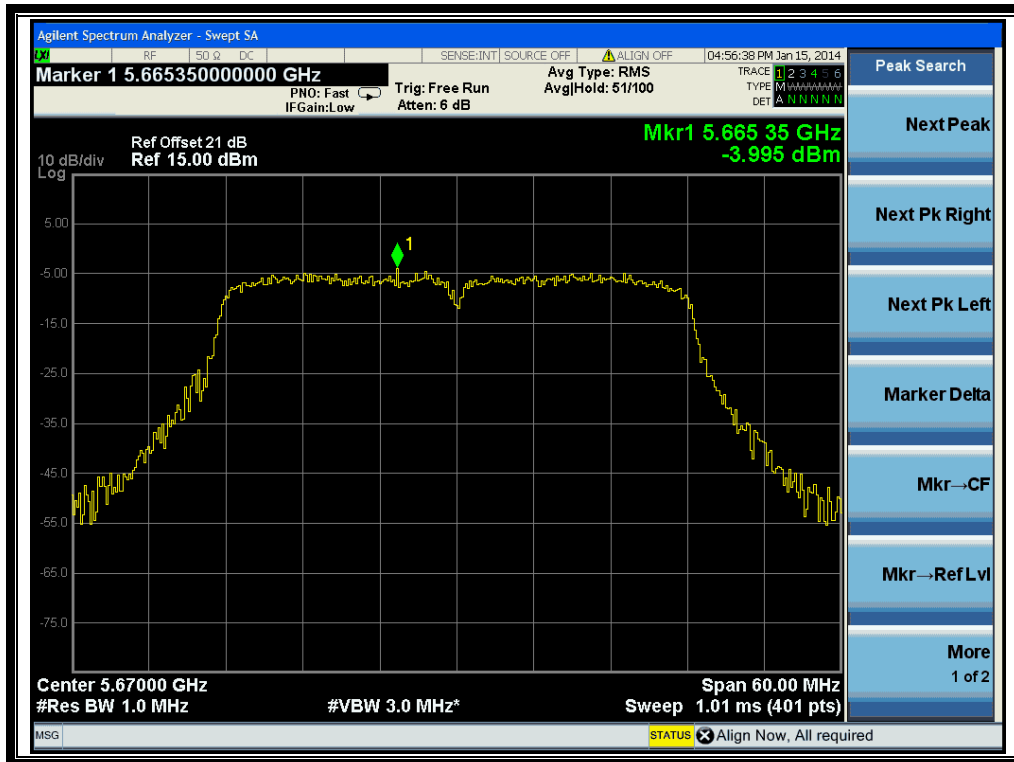 Agilent Spectrum Analyzer - Swept SA
LXI RF 50 Ω DC SENSE:INT SOURCE OFF ALIGN OFF 04:56:38 PM Jan 15, 2014
Marker 1 5.665350000000 GHz
PNO: Fast
IFGain:Low
Trig: Free Run
Atten: 6 dB
Avg Type: RMS
Avg|Hold: 51/100
TRACE 1 2 3 4 5 6
TYPE M WWWWW
DET A N N N N N
Peak Search
Mkr1 5.665 35 GHz
-3.995 dBm
Ref Offset 21 dB
10 dB/div Ref 15.00 dBm
Log
5.00
-5.00
-15.0
-25.0
-35.0
-45.0
-55.0
-65.0
-75.0
1
Center 5.67000 GHz Span 60.00 MHz
#Res BW 1.0 MHz #VBW 3.0 MHz* Sweep 1.01 ms (401 pts)
Next Peak
Next Pk Right
Next Pk Left
Marker Delta
Mkr→CF
Mkr→Ref Lvl
More
1 of 2
MSG STATUS Align Now, All required